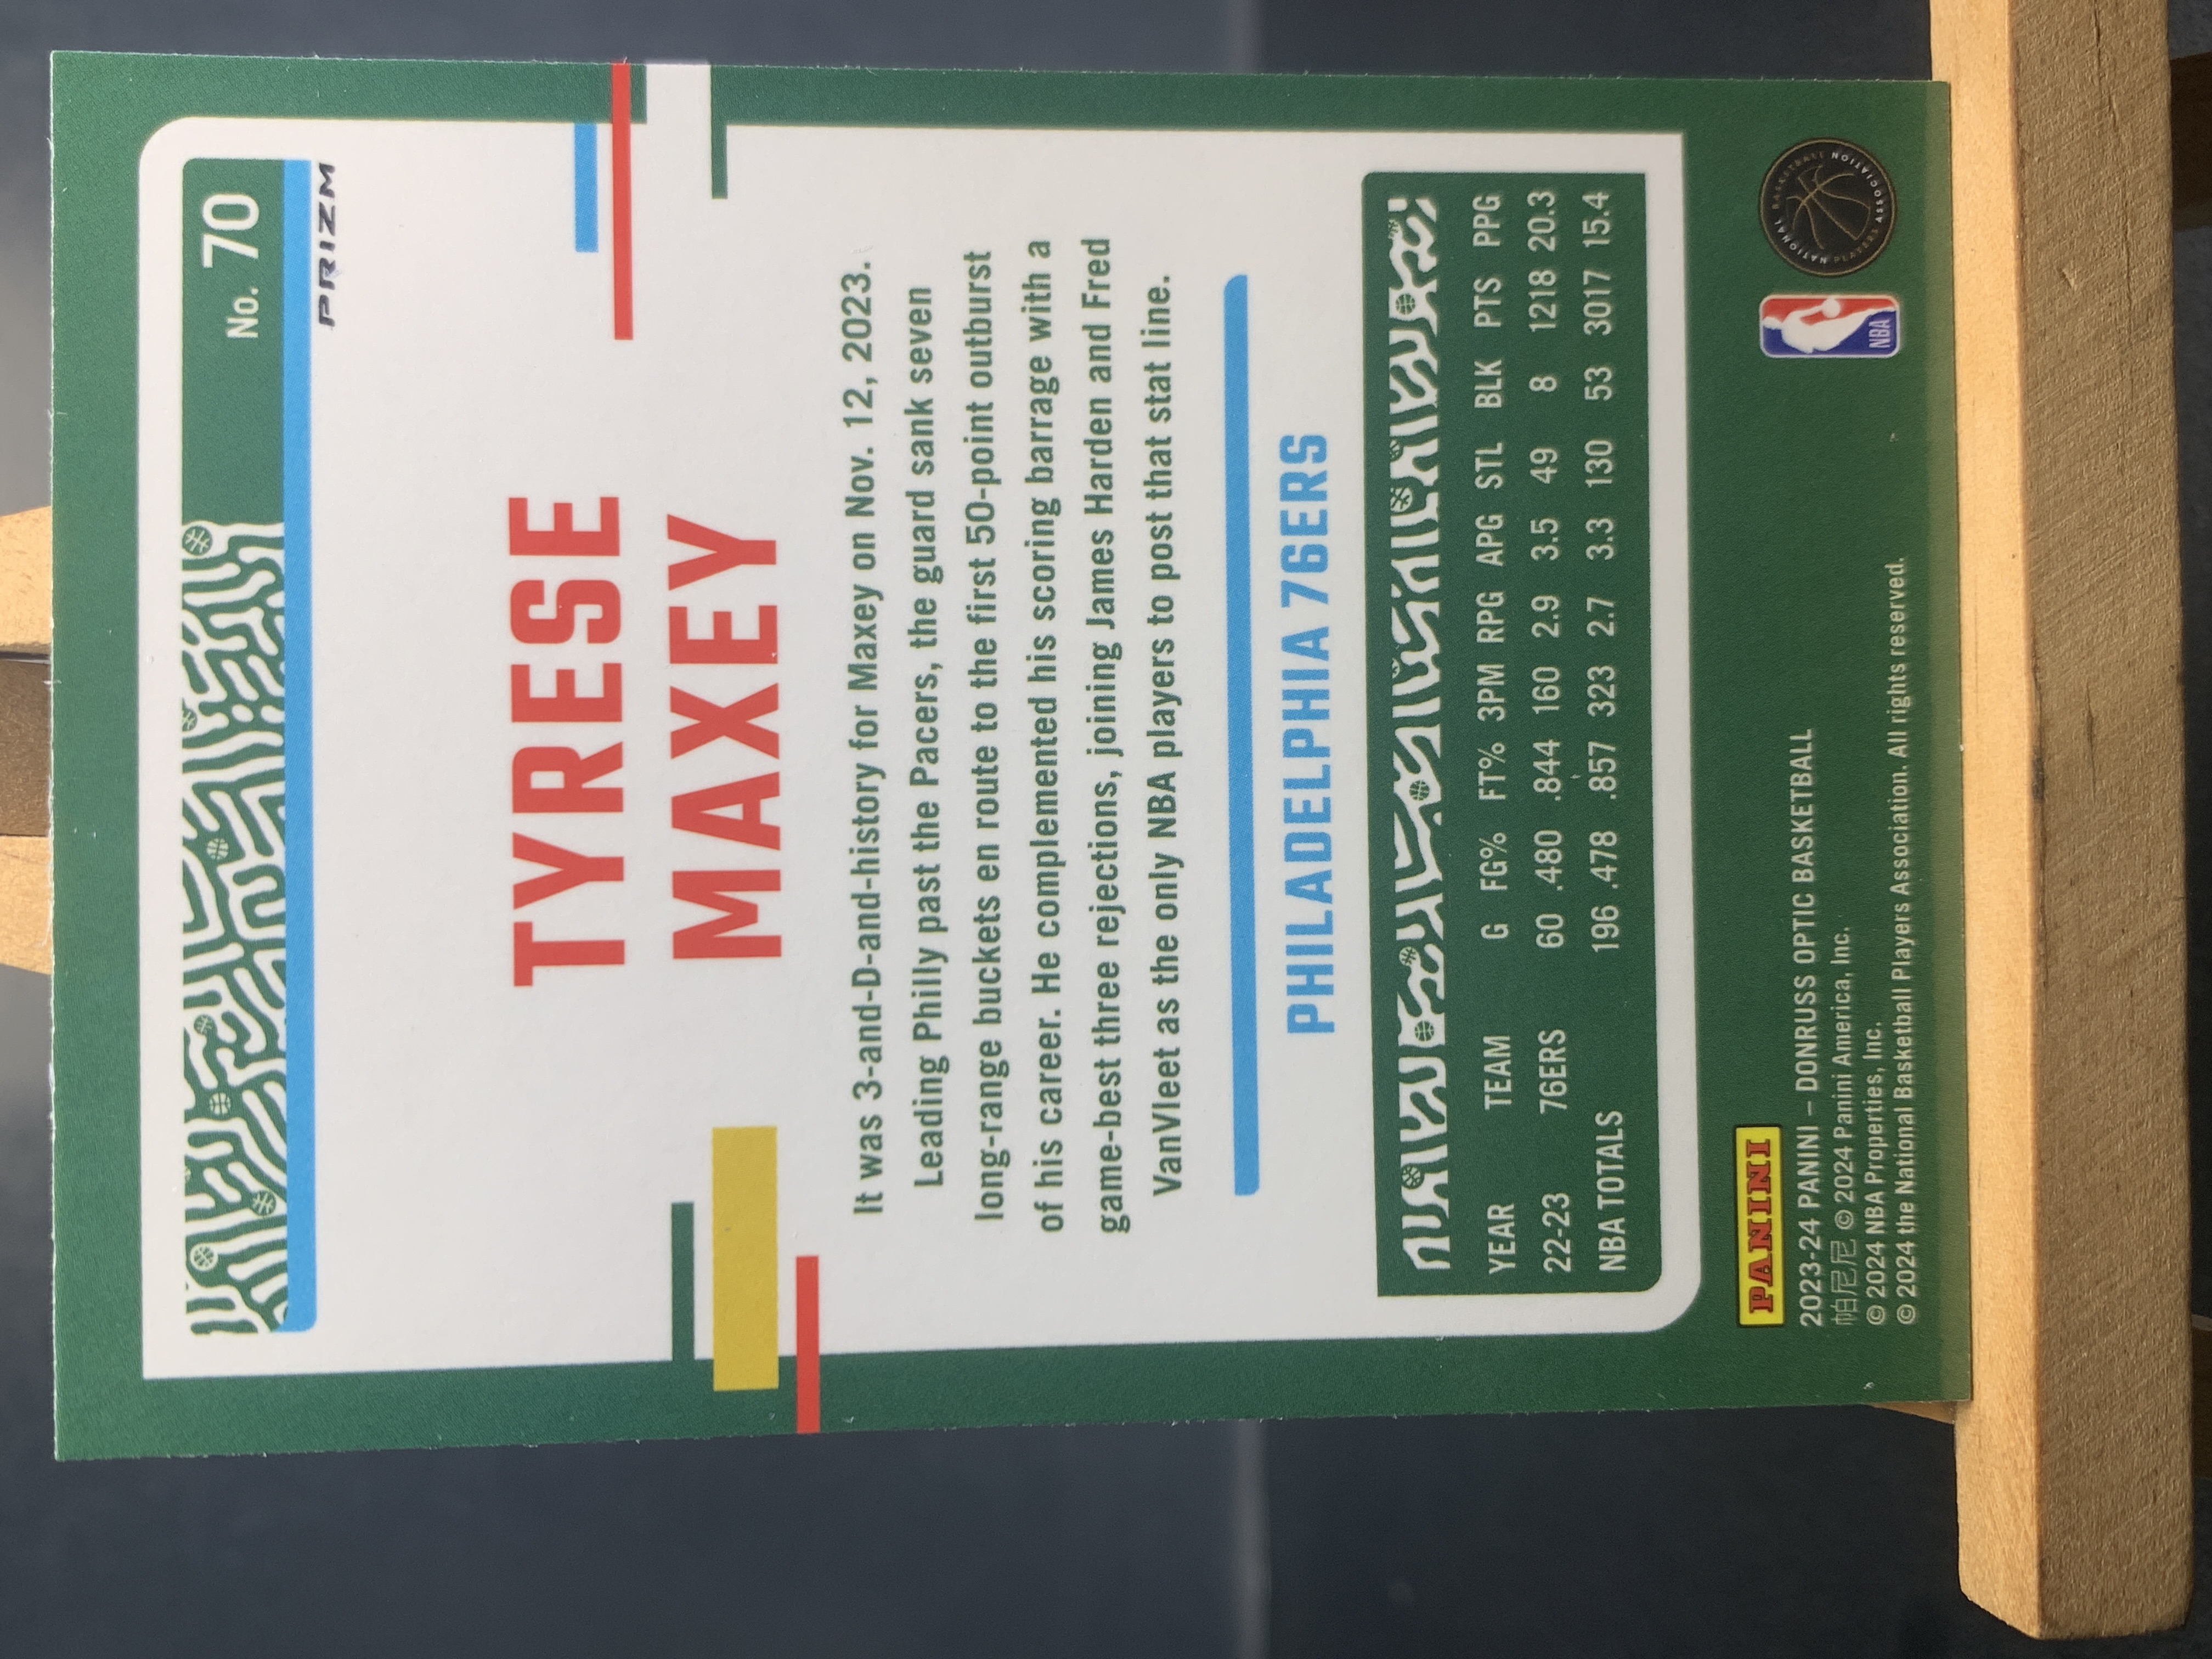 No. 70
PRIZM
TYRESE
MAXEY
It was 3-and-D-and-history for Maxey on Nov. 12, 2023.
Leading Philly past the Pacers, the guard sank seven
long-range buckets en route to the first 50-point outburst
of his career. He complemented his scoring barrage with a
game-best three rejections, joining James Harden and Fred
VanVleet as the only NBA players to post that stat line.
PHILADELPHIA 76ERS
YEAR TEAM G FG% FT% 3PM RPG APG STL BLK PTS PPG
22-23 76ERS 60 .480 .844 160 2.9 3.5 49 8 1218 20.3
NBA TOTALS 196 .478 .857 323 2.7 3.3 130 53 3017 15.4
PANINI
2023-24 PANINI – DONRUSS OPTIC BASKETBALL
帕尼尼 © 2024 Panini America, Inc.
© 2024 NBA Properties, Inc.
© 2024 the National Basketball Players Association. All rights reserved.
NBA
NATIONAL BASKETBALL PLAYERS ASSOCIATION